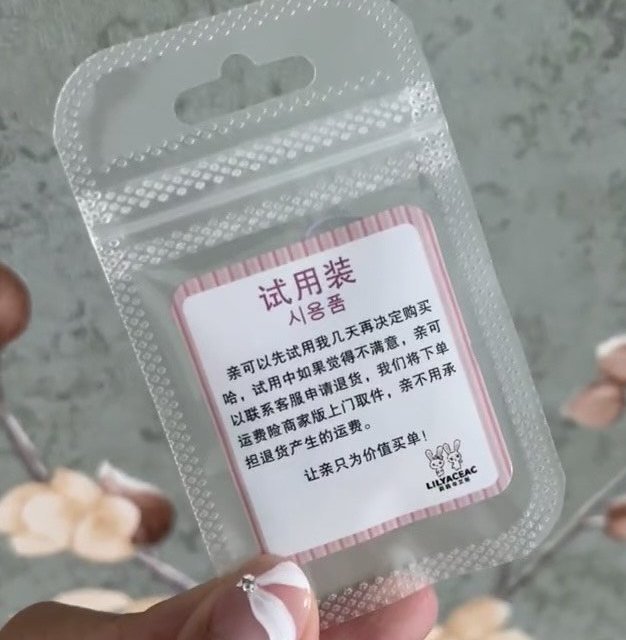 试用装
시용품
亲可以先试用我几天再决定购买
哈，试用中如果觉得不满意，亲可
以联系客服申请退货，我们将下单
运费险商家版上门取件，亲不用承
担退货产生的运费。
让亲只为价值买单！
LILYACEAC